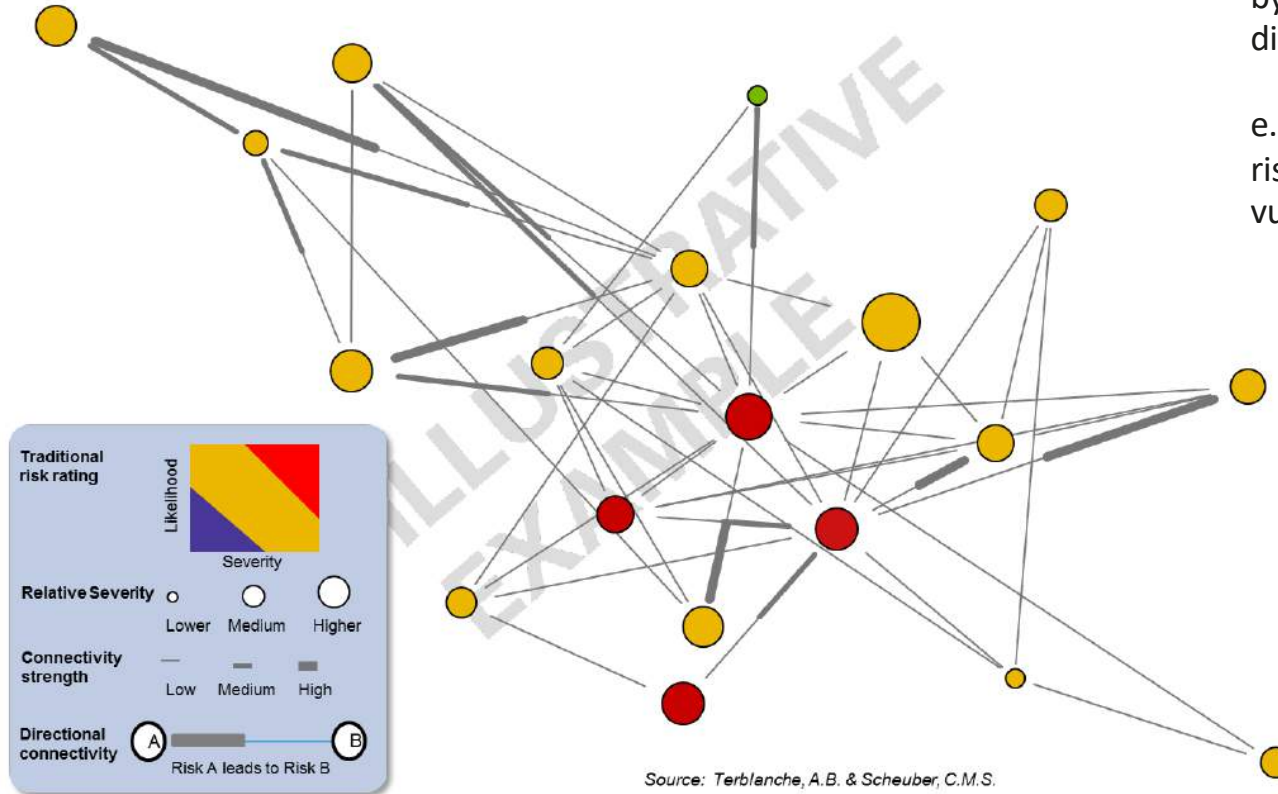 by
di
e.
ris
vu
ILLUSTRATIVE
EXAMPLE
Traditional
risk rating
Likelihood
Severity
Relative Severity
Lower Medium Higher
Connectivity
strength
Low Medium High
Directional
connectivity
A B
Risk A leads to Risk B
Source: Terblanche, A.B. & Scheuber, C.M.S.